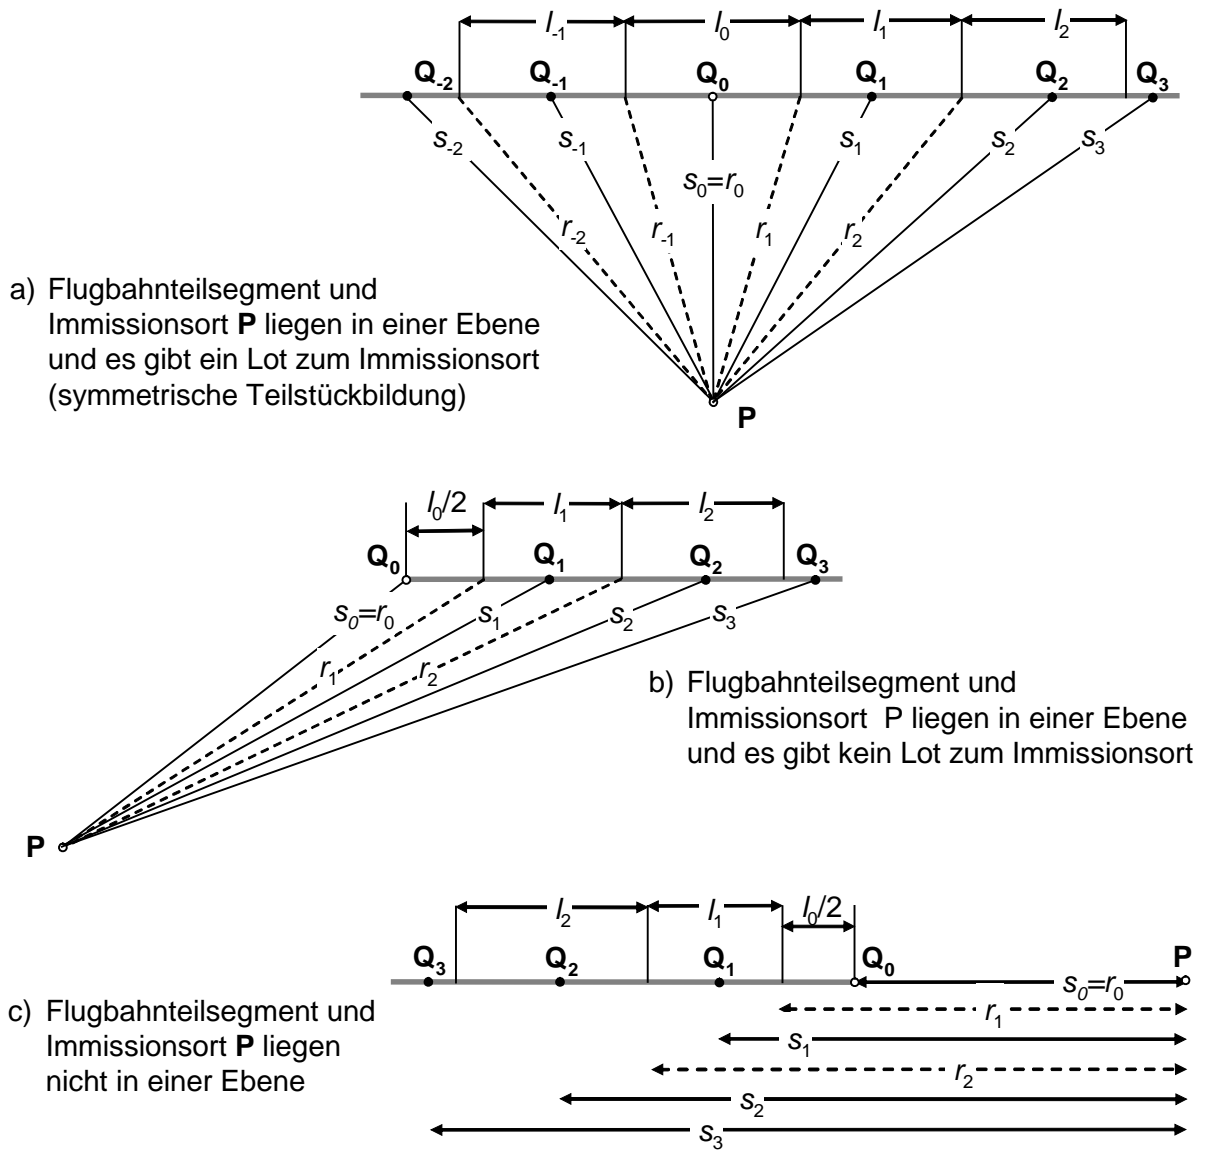 l-1 l0 l1 l2
Q-2 Q-1 Q0 Q1 Q2 Q3
s-2 s-1 s0=r0 s1 s2 s3
r-2 r-1 r1 r2
a) Flugbahnteilsegment und
Immissionsort P liegen in einer Ebene
und es gibt ein Lot zum Immissionsort
(symmetrische Teilstückbildung)
P
l0/2 l1 l2
Q0 Q1 Q2 Q3
s0=r0 s1 s2 s3
r1 r2
b) Flugbahnteilsegment und
Immissionsort P liegen in einer Ebene
und es gibt kein Lot zum Immissionsort
P
l2 l1 l0/2
Q3 Q2 Q1 Q0 P
s0=r0
c) Flugbahnteilsegment und
Immissionsort P liegen
nicht in einer Ebene
r1
s1
r2
s2
s3